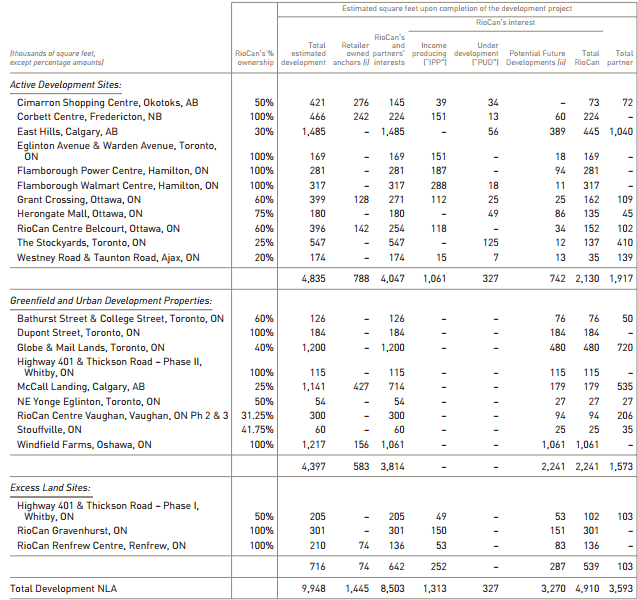 Estimated square feet upon completion of the development project
RioCan's interest
(thousands of square feet, except percentage amounts) RioCan's % ownership Total estimated development Retailer owned anchors (i) RioCan's and partners' interests Income producing ("IPP") Under development ("PUD") Potential Future Developments (ii) Total RioCan Total partner
Active Development Sites:
Cimarron Shopping Centre, Okotoks, AB 50% 421 276 145 39 34 – 73 72
Corbett Centre, Fredericton, NB 100% 466 242 224 151 13 60 224 –
East Hills, Calgary, AB 30% 1,485 – 1,485 – 56 389 445 1,040
Eglinton Avenue & Warden Avenue, Toronto,
ON 100% 169 – 169 151 – 18 169 –
Flamborough Power Centre, Hamilton, ON 100% 281 – 281 187 – 94 281 –
Flamborough Walmart Centre, Hamilton, ON 100% 317 – 317 288 18 11 317 –
Grant Crossing, Ottawa, ON 60% 399 128 271 112 25 25 162 109
Herongate Mall, Ottawa, ON 75% 180 – 180 – 49 86 135 45
RioCan Centre Belcourt, Ottawa, ON 60% 396 142 254 118 – 34 152 102
The Stockyards, Toronto, ON 25% 547 – 547 – 125 12 137 410
Westney Road & Taunton Road, Ajax, ON 20% 174 – 174 15 7 13 35 139
4,835 788 4,047 1,061 327 742 2,130 1,917
Greenfield and Urban Development Properties:
Bathurst Street & College Street, Toronto, ON 60% 126 – 126 – – 76 76 50
Dupont Street, Toronto, ON 100% 184 – 184 – – 184 184 –
Globe & Mail Lands, Toronto, ON 40% 1,200 – 1,200 – – 480 480 720
Highway 401 & Thickson Road – Phase II,
Whitby, ON 100% 115 – 115 – – 115 115 –
McCall Landing, Calgary, AB 25% 1,141 427 714 – – 179 179 535
NE Yonge Eglinton, Toronto, ON 50% 54 – 54 – – 27 27 27
RioCan Centre Vaughan, Vaughan, ON Ph 2 & 3 31.25% 300 – 300 – – 94 94 206
Stouffville, ON 41.75% 60 – 60 – – 25 25 35
Windfield Farms, Oshawa, ON 100% 1,217 156 1,061 – – 1,061 1,061 –
4,397 583 3,814 – – 2,241 2,241 1,573
Excess Land Sites:
Highway 401 & Thickson Road – Phase I,
Whitby, ON 50% 205 – 205 49 – 53 102 103
RioCan Gravenhurst, ON 100% 301 – 301 150 – 151 301 –
RioCan Renfrew Centre, Renfrew, ON 100% 210 74 136 53 – 83 136 –
716 74 642 252 – 287 539 103
Total Development NLA 9,948 1,445 8,503 1,313 327 3,270 4,910 3,593